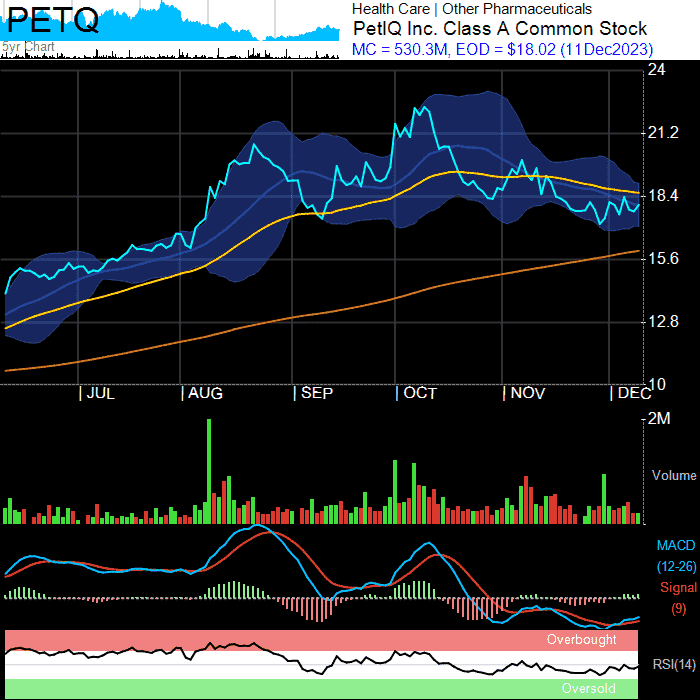 PETQ
5yr Chart
Health Care | Other Pharmaceuticals
PetIQ Inc. Class A Common Stock
MC = 530.3M, EOD = $18.02 (11Dec2023)
24
21.2
18.4
15.6
12.8
10
JUL
AUG
SEP
OCT
NOV
DEC
2M
Volume
MACD
(12-26)
Signal
(9)
Overbought
RSI(14)
Oversold